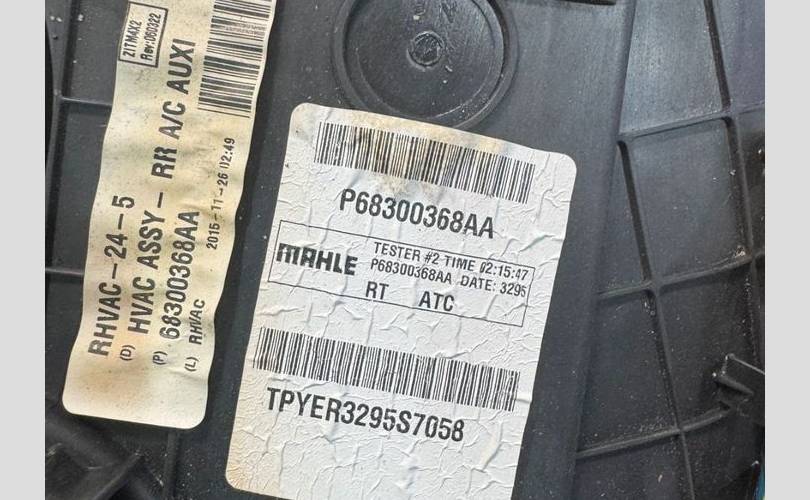 21TM4X2
Rev:060322
RHVAC-24-5
(D) HVAC ASSY - RR A/C AUXI
(P) 68300368AA
(L) RHVAC 2015-11-26 02:49
P68300368AA
MAHLE
TESTER #2 TIME 02:15:47
P68300368AA DATE: 3295
RT ATC
TPYER3295S7058